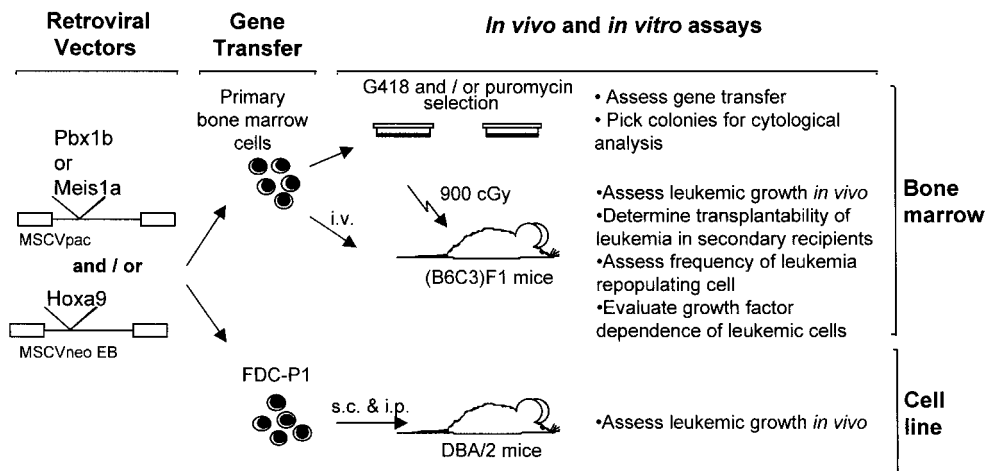 Retroviral
Vectors
Gene
Transfer
In vivo and in vitro assays
Pbx1b
or
Meis1a
MSCVpac
and / or
Hoxa9
MSCVneo EB
Primary
bone marrow
cells
G418 and / or puromycin
selection
• Assess gene transfer
• Pick colonies for cytological
analysis
i.v.
900 cGy
(B6C3)F1 mice
•Assess leukemic growth in vivo
•Determine transplantability of
leukemia in secondary recipients
•Assess frequency of leukemia
repopulating cell
•Evaluate growth factor
dependence of leukemic cells
Bone
marrow
FDC-P1
s.c. & i.p.
DBA/2 mice
•Assess leukemic growth in vivo
Cell
line